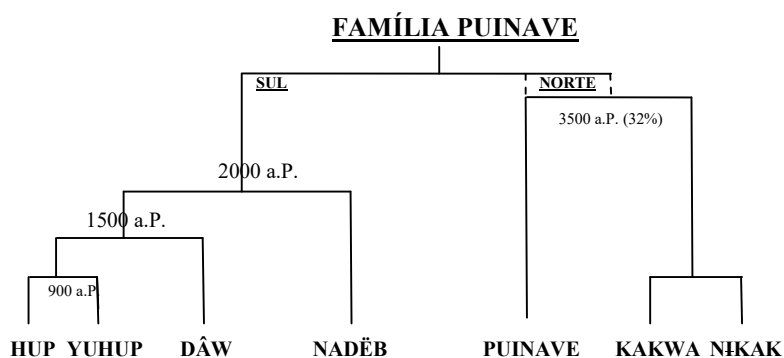 FAMÍLIA PUINAVE
SUL
NORTE
3500 a.P. (32%)
2000 a.P.
1500 a.P.
900 a.P.
HUP YUHUP DÂW NADËB PUINAVE KAKWA NɨKAK